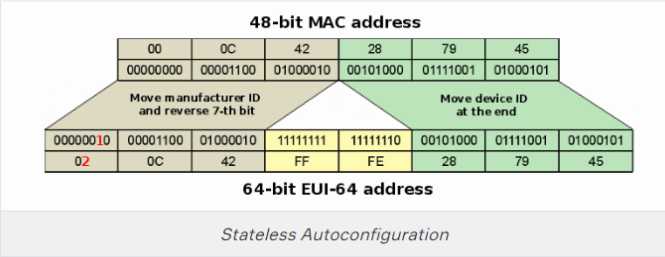 48-bit MAC address
00 0C 42 28 79 45
00000000 00001100 01000010 00101000 01111001 01000101
Move manufacturer ID
and reverse 7-th bit
Move device ID
at the end
00000010 00001100 01000010 11111111 11111110 00101000 01111001 01000101
02 0C 42 FF FE 28 79 45
64-bit EUI-64 address
Stateless Autoconfiguration